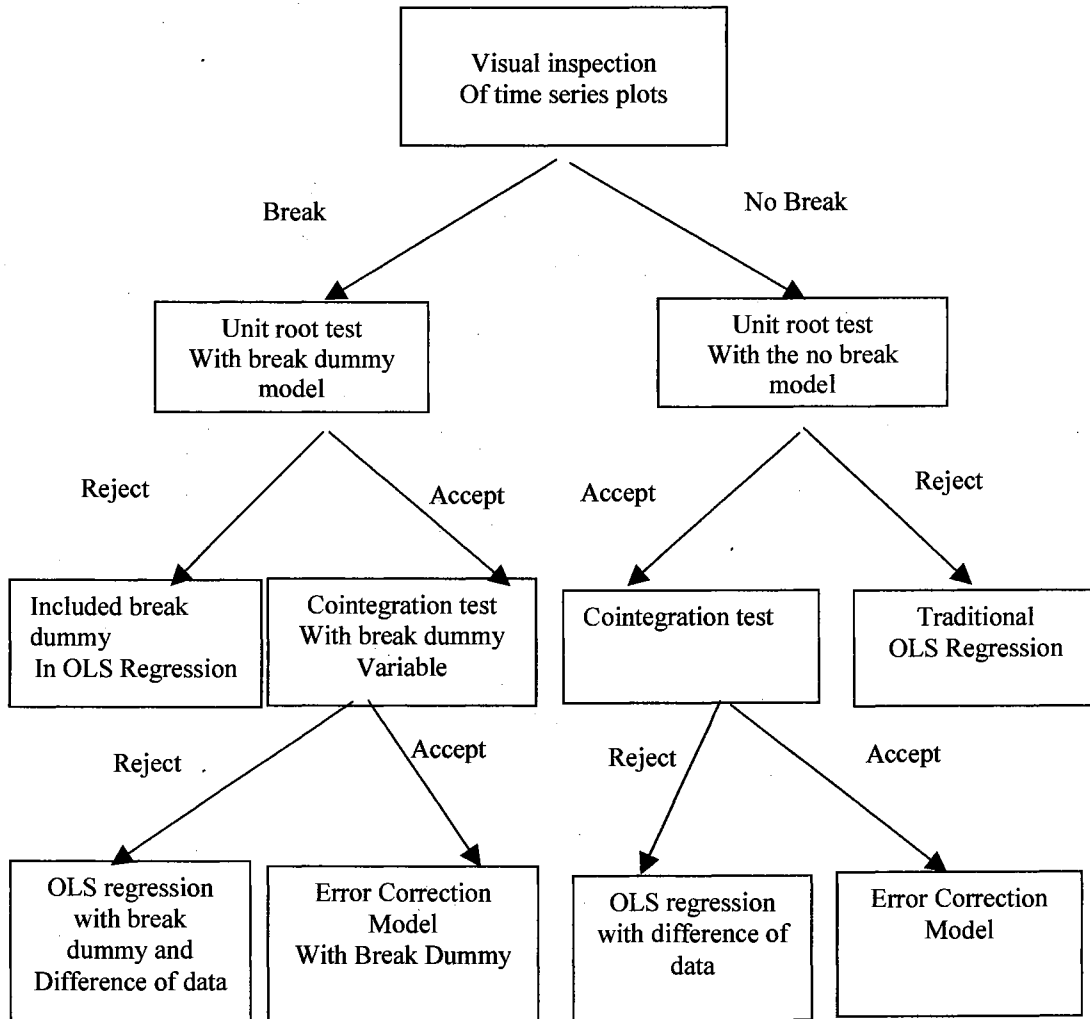 Visual inspection
Of time series plots
Break
No Break
Unit root test
With break dummy
model
Unit root test
With the no break
model
Reject
Accept
Accept
Reject
Included break
dummy
In OLS Regression
Cointegration test
With break dummy
Variable
Cointegration test
Traditional
OLS Regression
Reject
Accept
Reject
Accept
OLS regression
with break
dummy and
Difference of data
Error Correction
Model
With Break Dummy
OLS regression
with difference of
data
Error Correction
Model